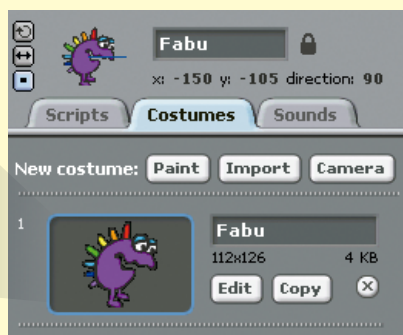 Fabu
x: -150 y: -105 direction: 90
Scripts Costumes Sounds
New costume: Paint Import Camera
1
Fabu
112x126 4 KB
Edit Copy